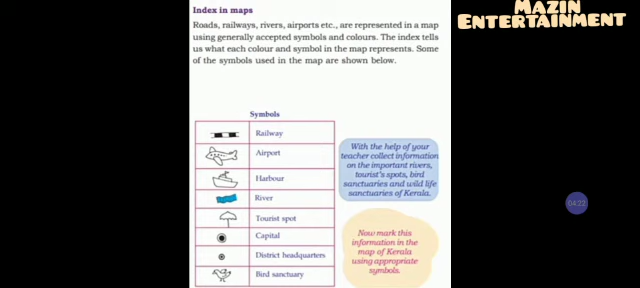 Index in maps
MAZIN
ENTERTAINMENT
Roads, railways, rivers, airports etc., are represented in a map
using generally accepted symbols and colours. The index tells
us what each colour and symbol in the map represents. Some
of the symbols used in the map are shown below.
Symbols
Railway
Airport
Harbour
River
Tourist spot
Capital
District headquarters
Bird sanctuary
With the help of your
teacher collect information
on the important rivers,
tourist's spots, bird
sanctuaries and wild life
sanctuaries of Kerala.
Now mark this
information in the
map of Kerala
using appropriate
symbols.
04:22